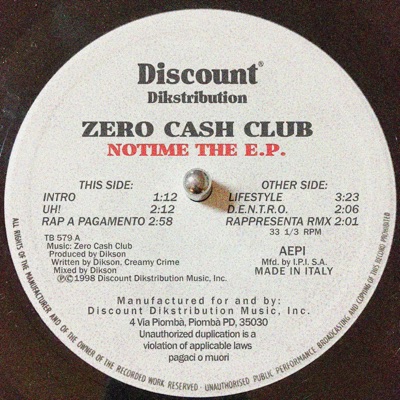 Discount®
Dikstribution
ZERO CASH CLUB
NOTIME THE E.P.
THIS SIDE:
INTRO 1:12
UH! 2:12
RAP A PAGAMENTO 2:58
OTHER SIDE:
LIFESTYLE 3:23
D.E.N.T.R.O. 2:06
RAPPRESENTA RMX 2:01
33 1/3 RPM
TB 579 A
Music: Zero Cash Club
Produced by Dikson
Written by Dikson, Creamy Crime
Mixed by Dikson
℗©1998 Discount Dikstribution Music, Inc.
AEPI
Mfd. by I.P.I. S.A.
MADE IN ITALY
Manufactured for and by:
Discount Dikstribution Music, Inc.
4 Via Piombà, Piombà PD, 35030
Unauthorized duplication is a
violation of applicable laws
pagaci o muori
ALL RIGHTS OF THE MANUFACTURER AND OF THE OWNER OF THE RECORDED WORK RESERVED · UNAUTHORISED PUBLIC PERFORMANCE BROADCASTING AND COPYING OF THIS RECORD PROHIBITED